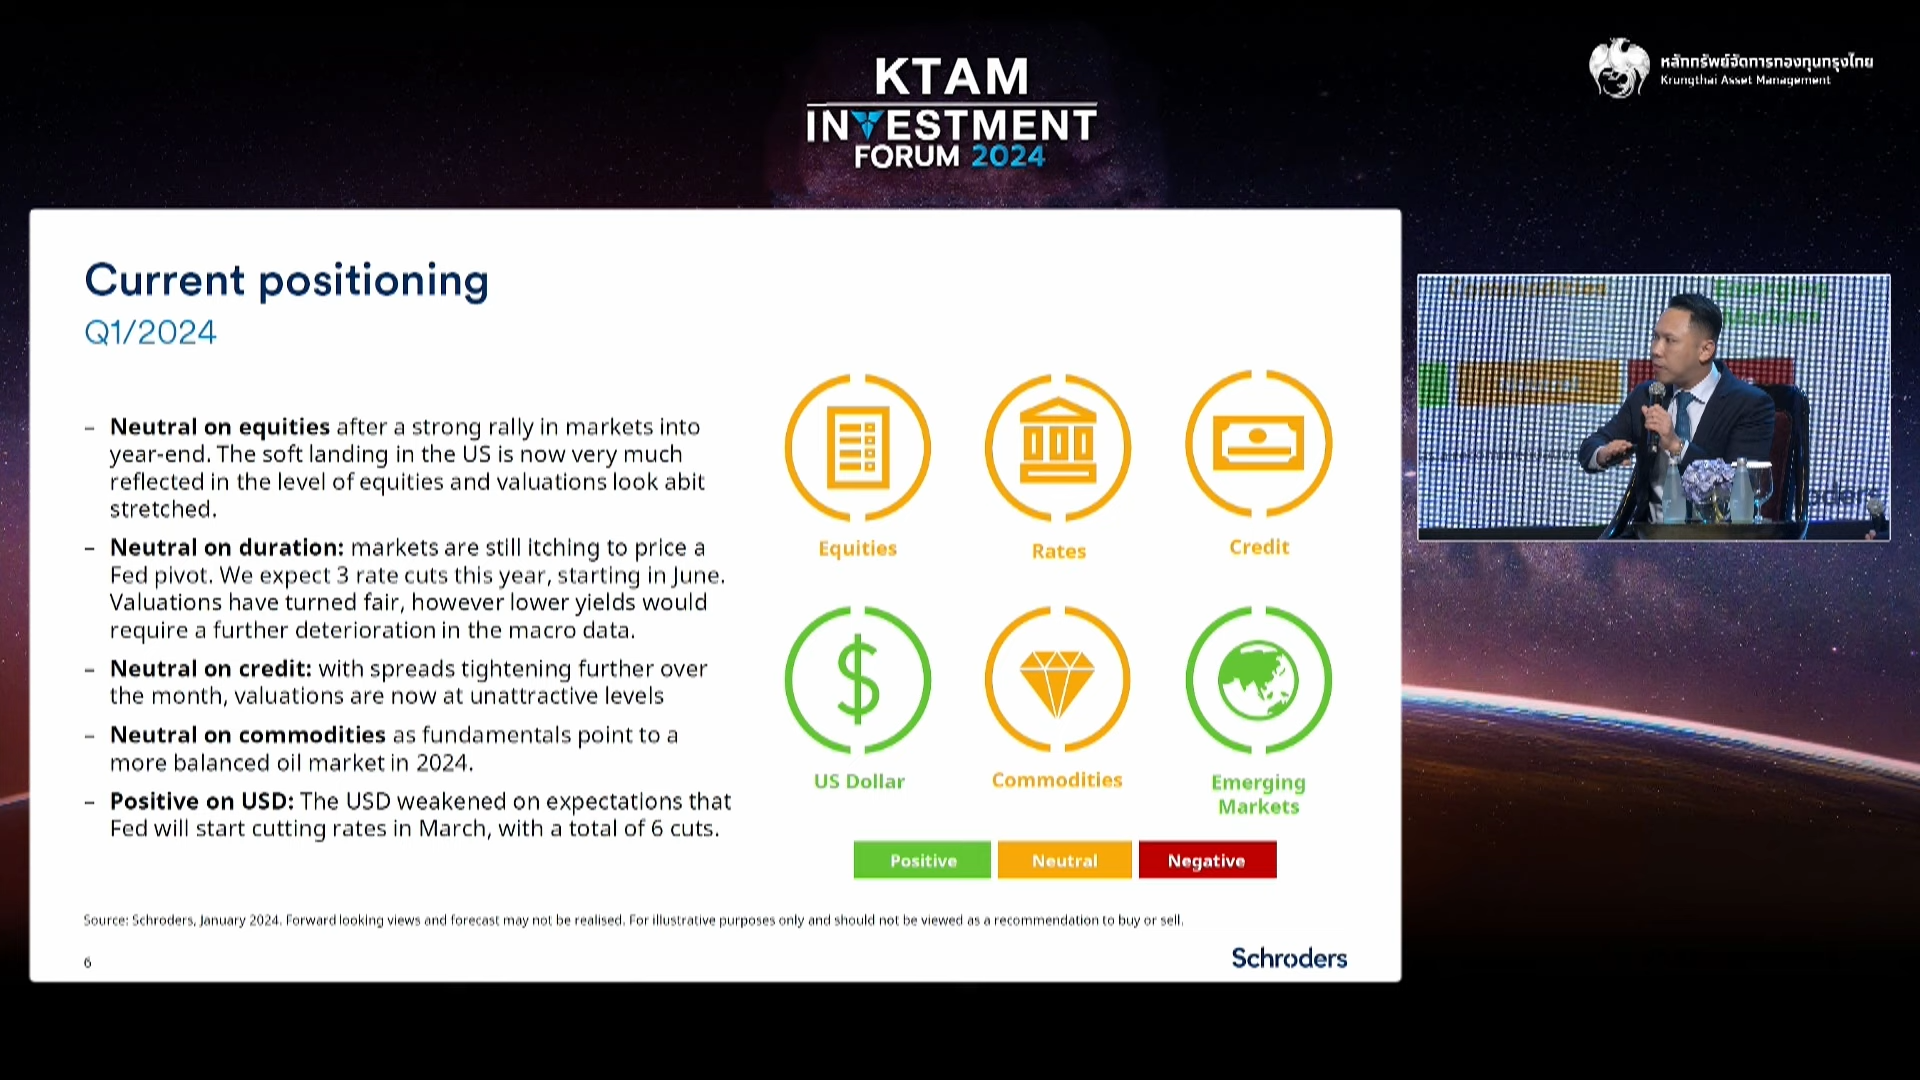 KTAM
INVESTMENT
FORUM 2024
หลักทรัพย์จัดการกองทุนกรุงไทย
Krungthai Asset Management
Current positioning
Q1/2024
– Neutral on equities after a strong rally in markets into
year-end. The soft landing in the US is now very much
reflected in the level of equities and valuations look abit
stretched.
– Neutral on duration: markets are still itching to price a
Fed pivot. We expect 3 rate cuts this year, starting in June.
Valuations have turned fair, however lower yields would
require a further deterioration in the macro data.
– Neutral on credit: with spreads tightening further over
the month, valuations are now at unattractive levels
– Neutral on commodities as fundamentals point to a
more balanced oil market in 2024.
– Positive on USD: The USD weakened on expectations that
Fed will start cutting rates in March, with a total of 6 cuts.
Equities
Rates
Credit
US Dollar
Commodities
Emerging
Markets
Positive
Neutral
Negative
Source: Schroders, January 2024. Forward looking views and forecast may not be realised. For illustrative purposes only and should not be viewed as a recommendation to buy or sell.
6
Schroders
Commodities
Emerging
Markets
Neutral